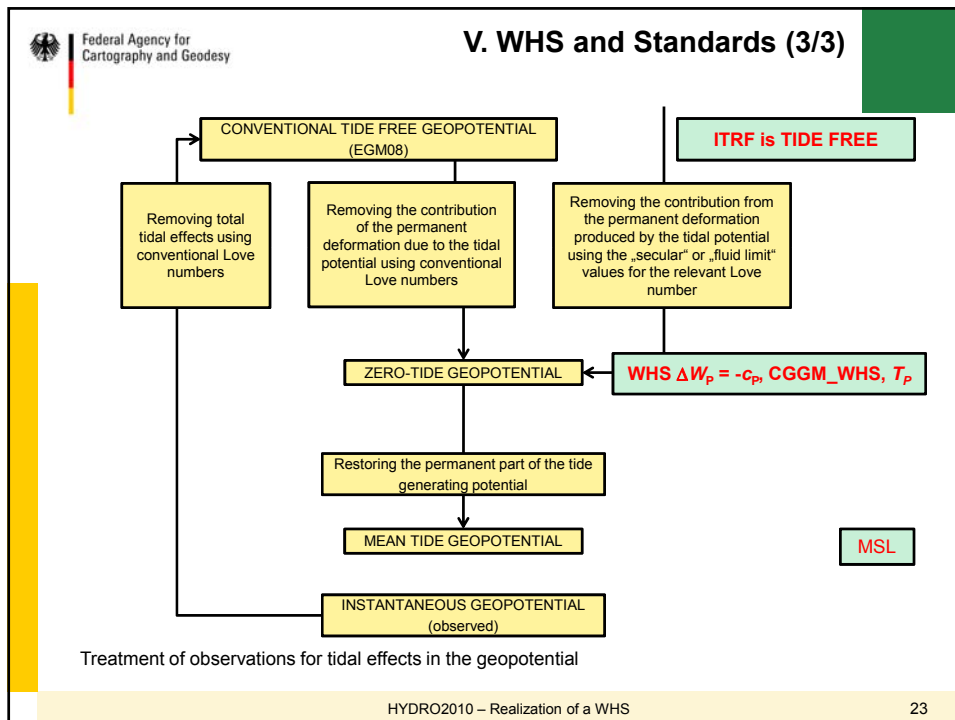 Federal Agency for
Cartography and Geodesy
V. WHS and Standards (3/3)
CONVENTIONAL TIDE FREE GEOPOTENTIAL
(EGM08)
ITRF is TIDE FREE
Removing total
tidal effects using
conventional Love
numbers
Removing the contribution
of the permanent
deformation due to the tidal
potential using conventional
Love numbers
Removing the contribution from
the permanent deformation
produced by the tidal potential
using the „secular“ or „fluid limit“
values for the relevant Love
number
ZERO-TIDE GEOPOTENTIAL
WHS ΔWP = -cP, CGGM_WHS, TP
Restoring the permanent part of the tide
generating potential
MEAN TIDE GEOPOTENTIAL
MSL
INSTANTANEOUS GEOPOTENTIAL
(observed)
Treatment of observations for tidal effects in the geopotential
HYDRO2010 – Realization of a WHS
23